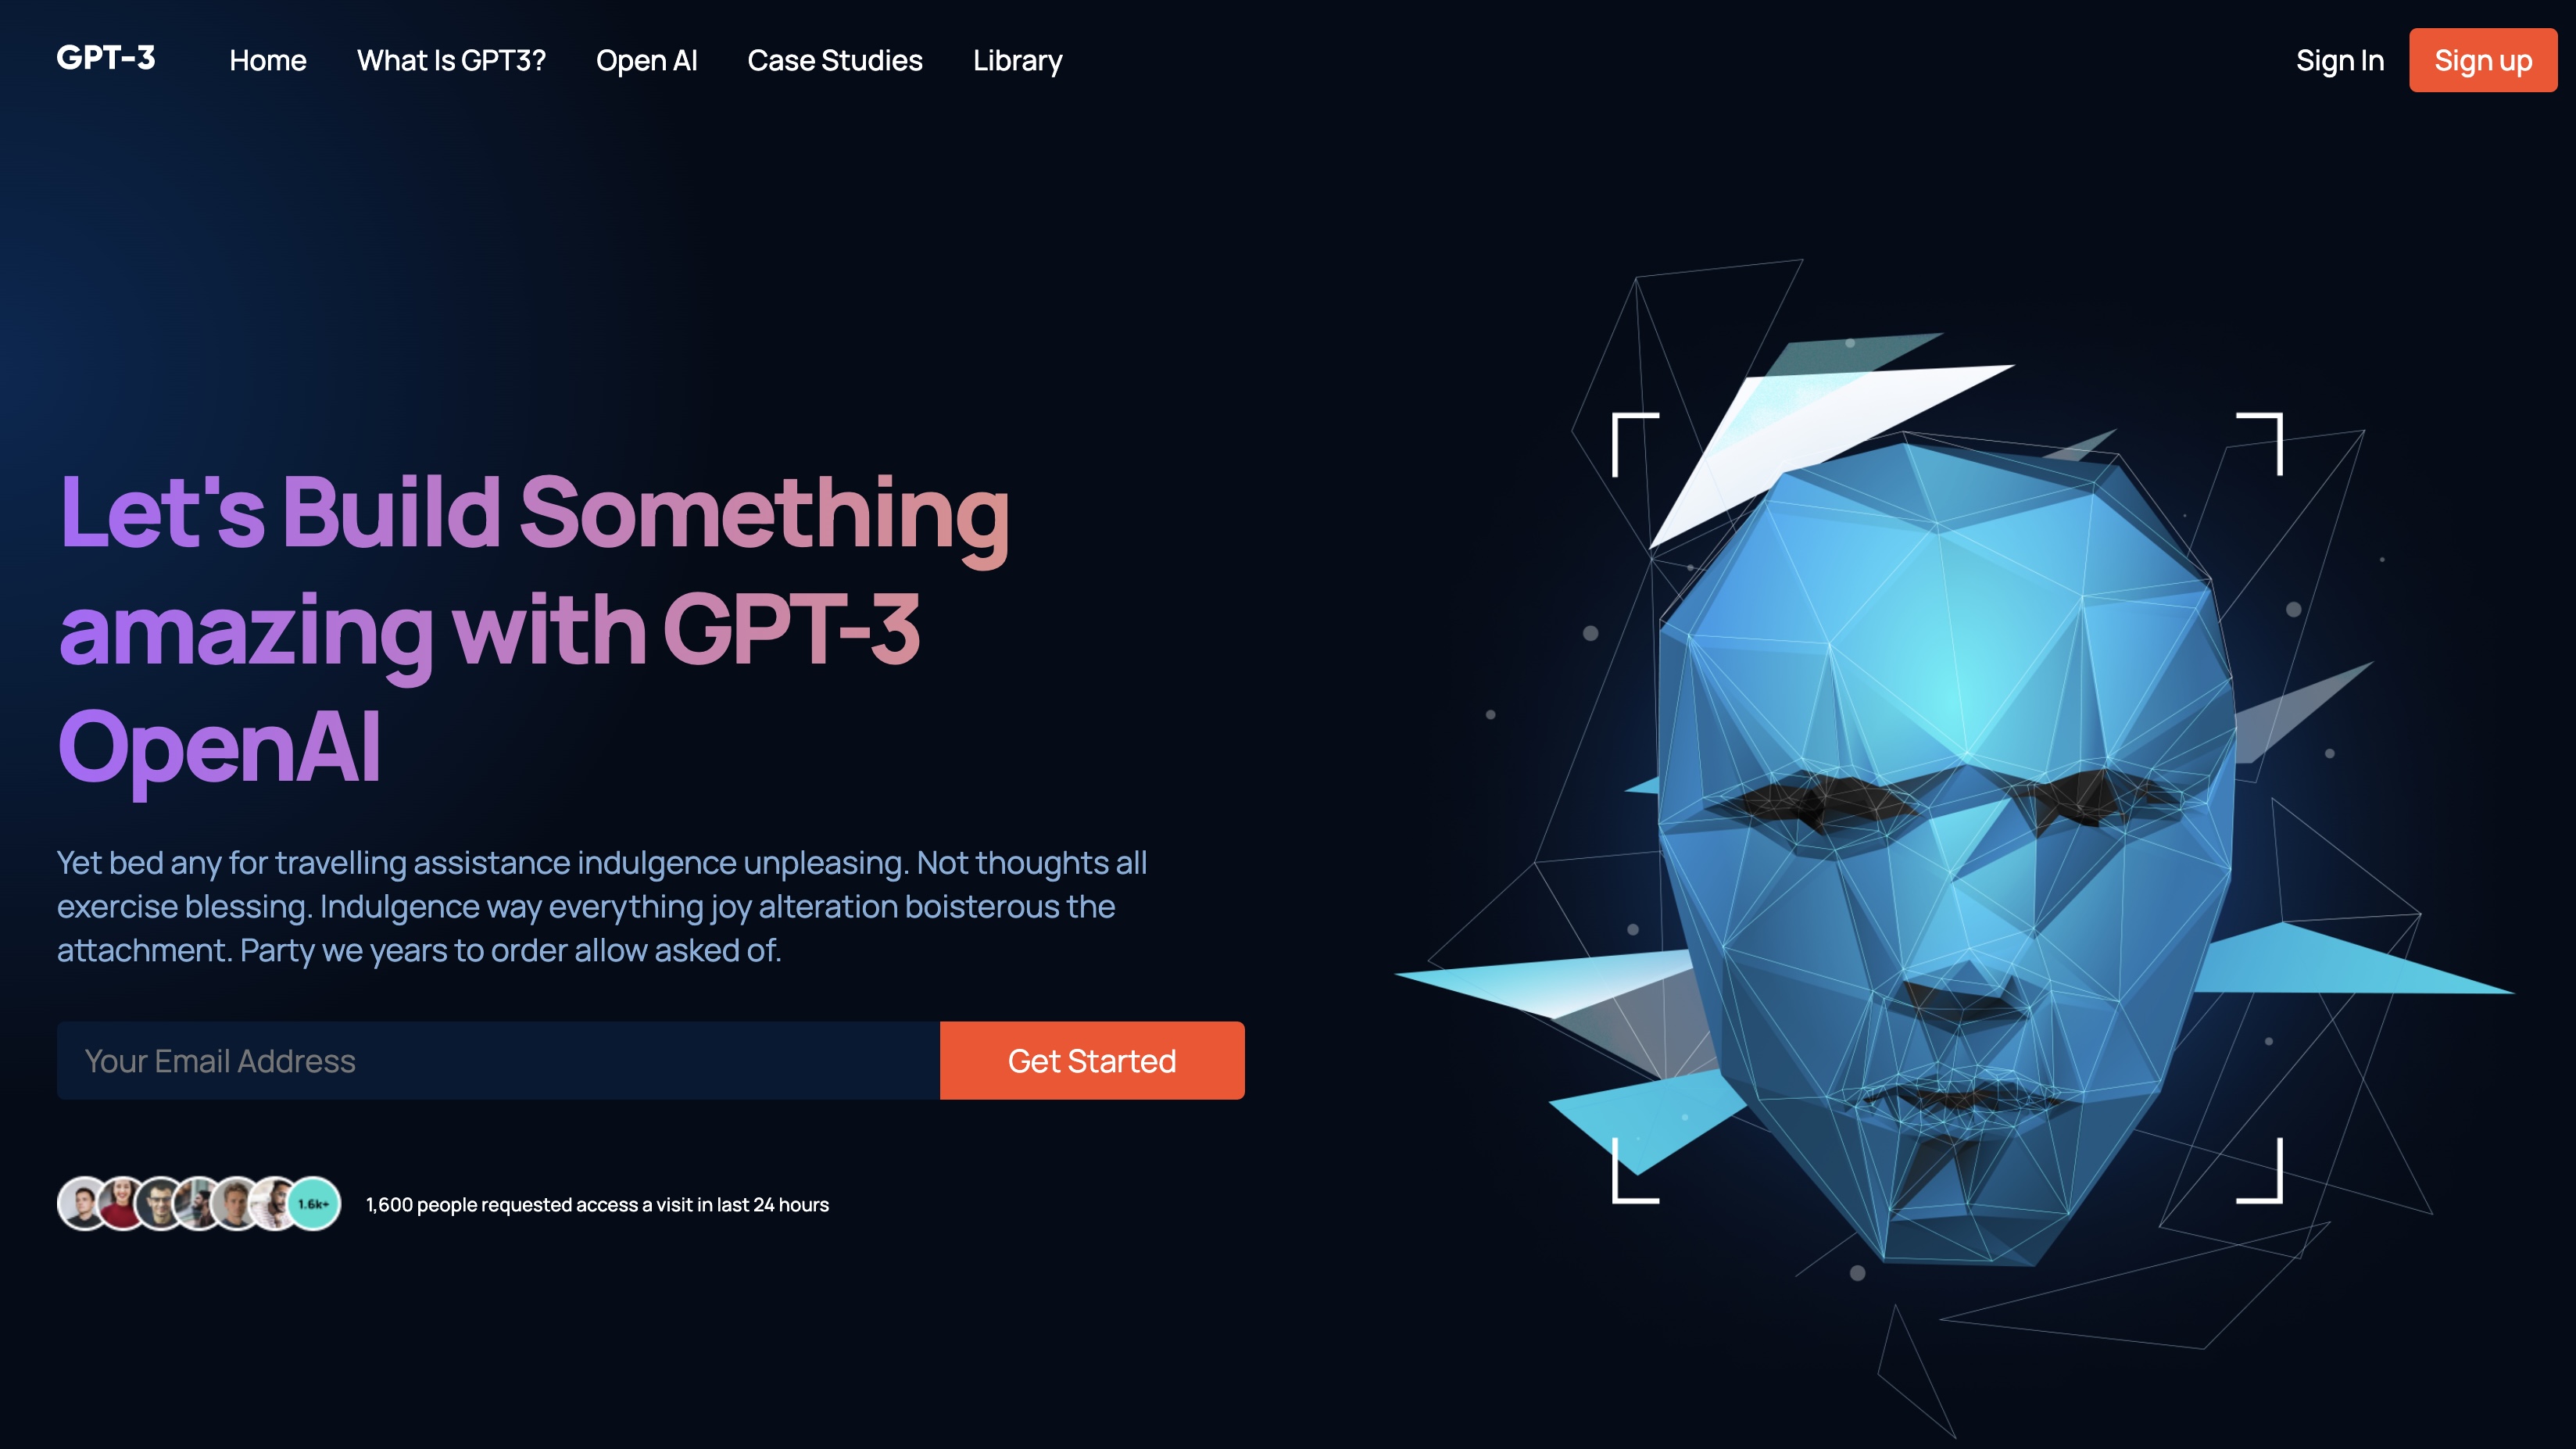 GPT-3 Home What Is GPT3? Open AI Case Studies Library Sign In Sign up
Let's Build Something
amazing with GPT-3
OpenAI
Yet bed any for travelling assistance indulgence unpleasing. Not thoughts all
exercise blessing. Indulgence way everything joy alteration boisterous the
attachment. Party we years to order allow asked of.
Your Email Address Get Started
1.6k+ 1,600 people requested access a visit in last 24 hours